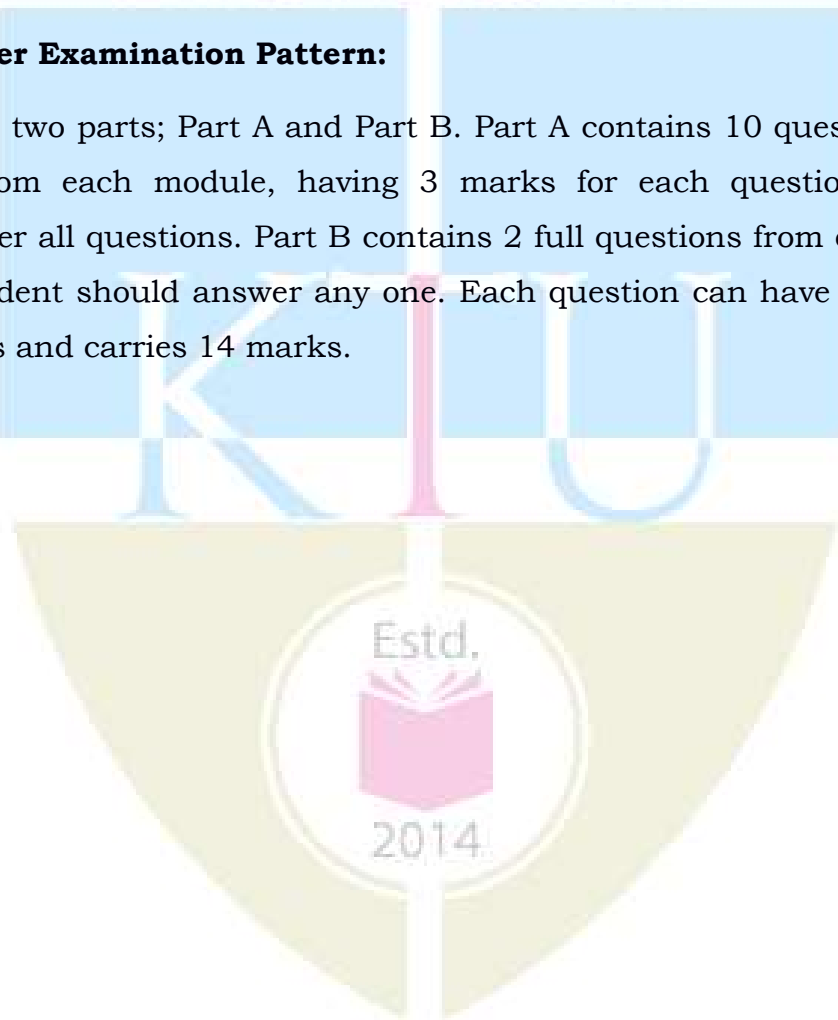 er Examination Pattern:
two parts; Part A and Part B. Part A contains 10 ques
om each module, having 3 marks for each questio
er all questions. Part B contains 2 full questions from
dent should answer any one. Each question can have
s and carries 14 marks.
KTU
Estd.
2014